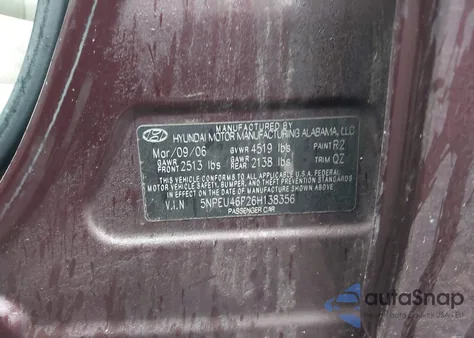 MANUFACTURED BY
HYUNDAI MOTOR MANUFACTURING ALABAMA, LLC
Mar/09/06 GVWR 4519 lbs PAINT R2
GAWR FRONT 2513 lbs GAWR REAR 2138 lbs TRIM QZ
THIS VEHICLE CONFORMS TO ALL APPLICABLE U.S.A FEDERAL
MOTOR VEHICLE SAFETY, BUMPER, AND THEFT PREVENTION
STANDARDS IN EFFECT ON THE DATE OF MANUFACTURE SHOWN ABOVE.
V.I.N 5NPEU46F26H138356
PASSENGER CAR
autoSnap